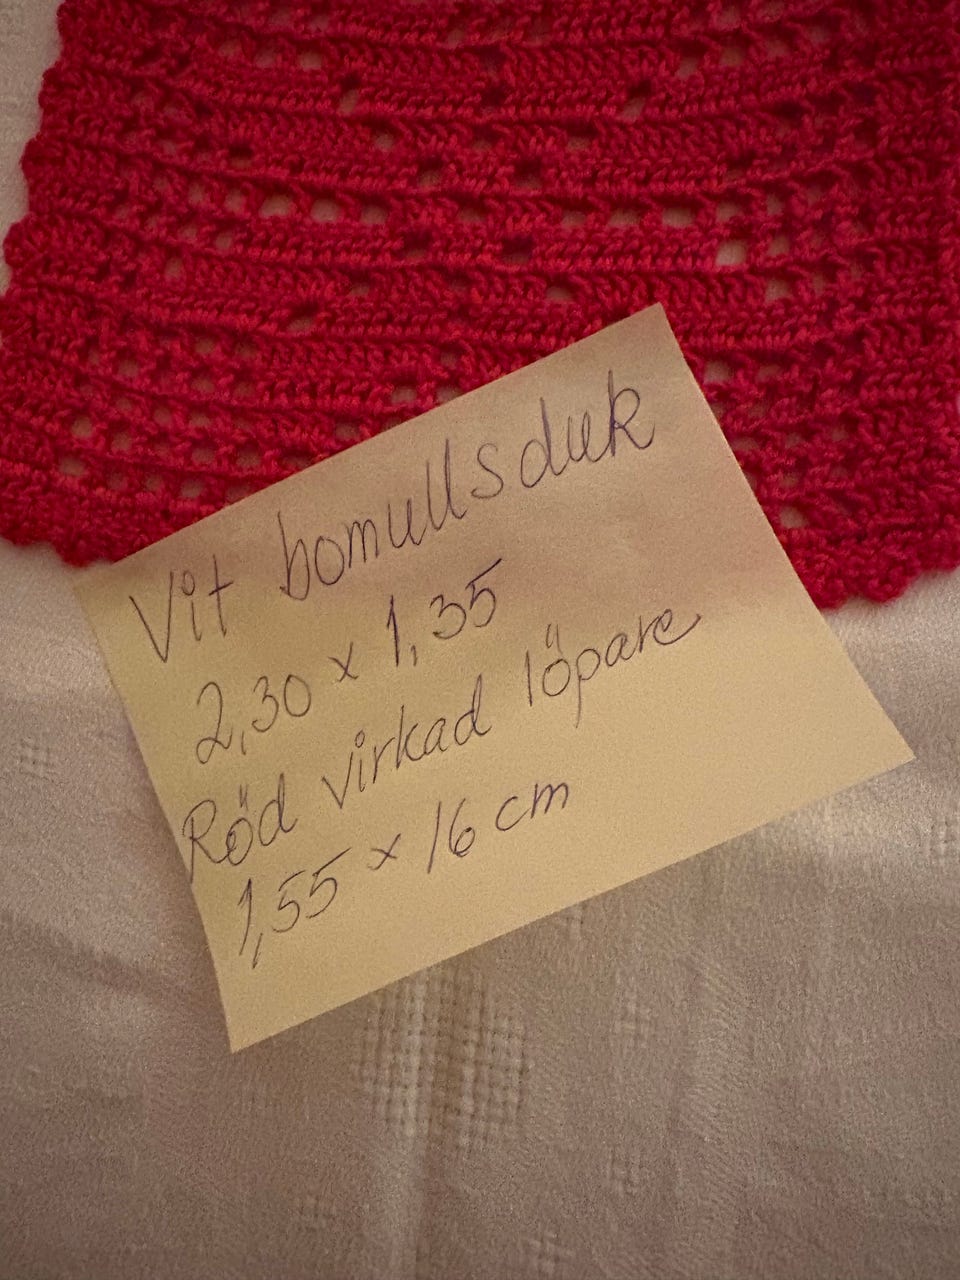 Vit bomullsduk
2,30 x 1,35
Röd virkad löpare
1,55 x 16 cm